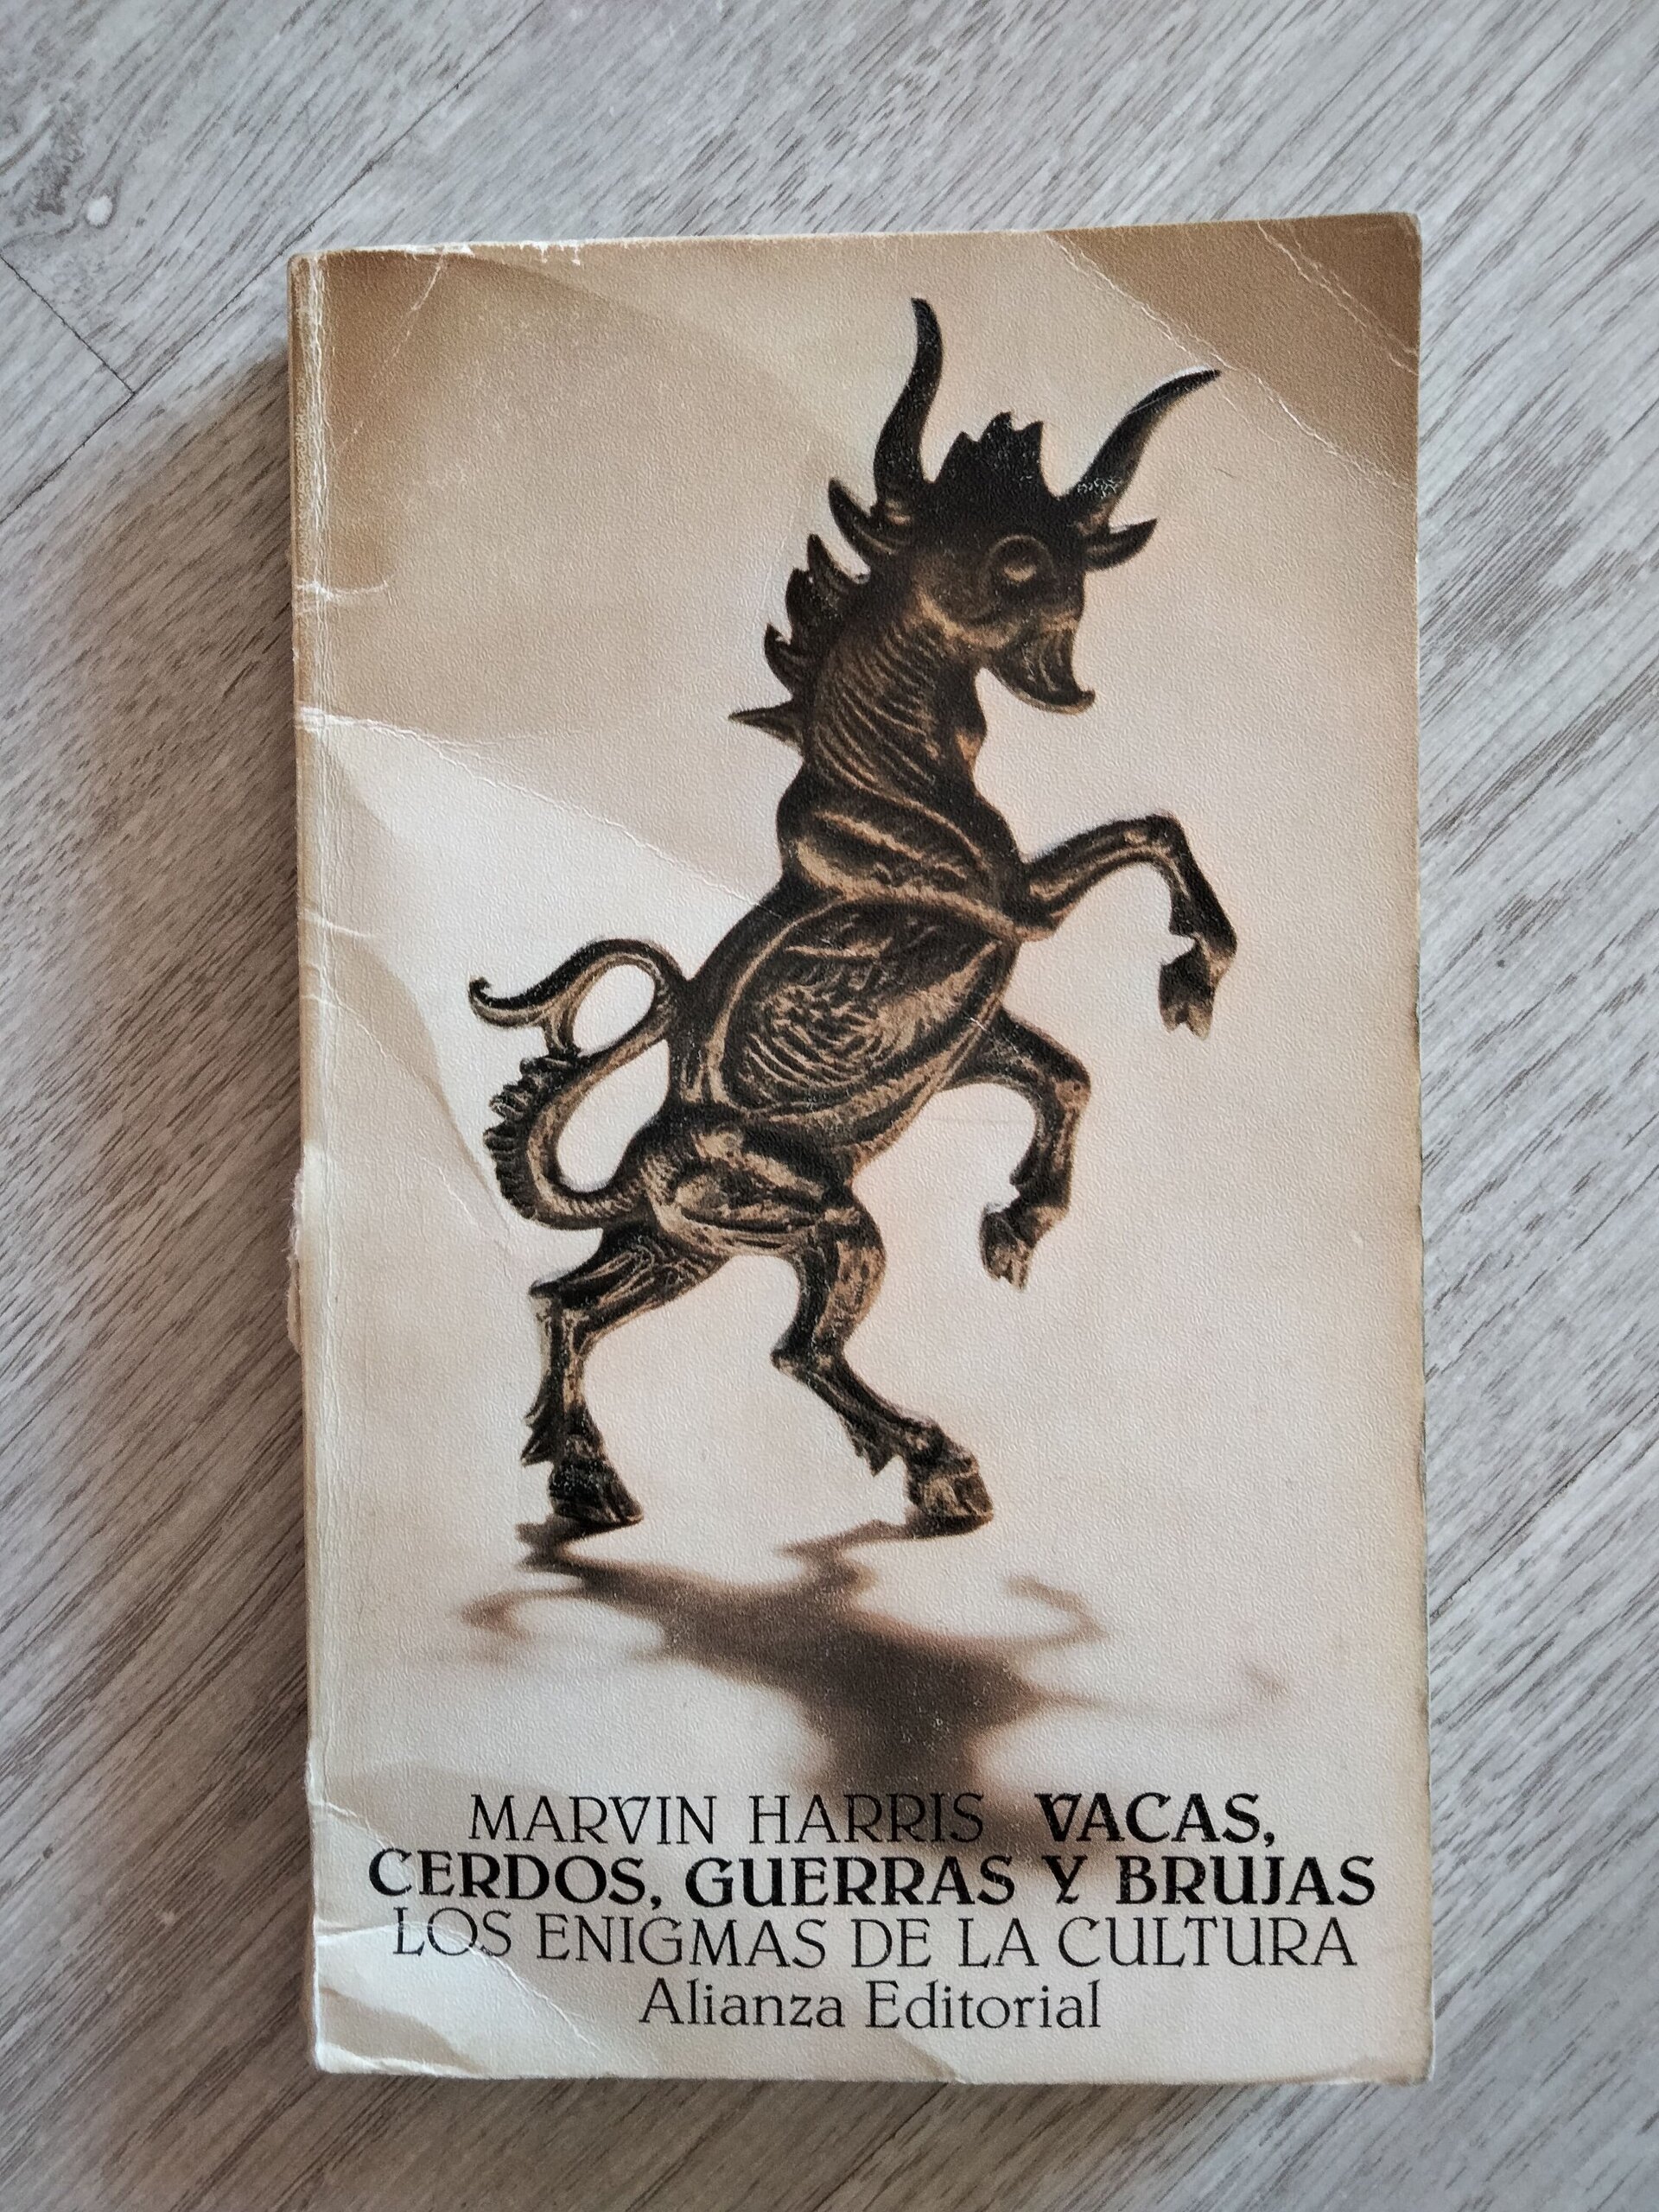 MARVIN HARRIS VACAS,
CERDOS, GUERRAS Y BRUJAS
LOS ENIGMAS DE LA CULTURA
Alianza Editorial